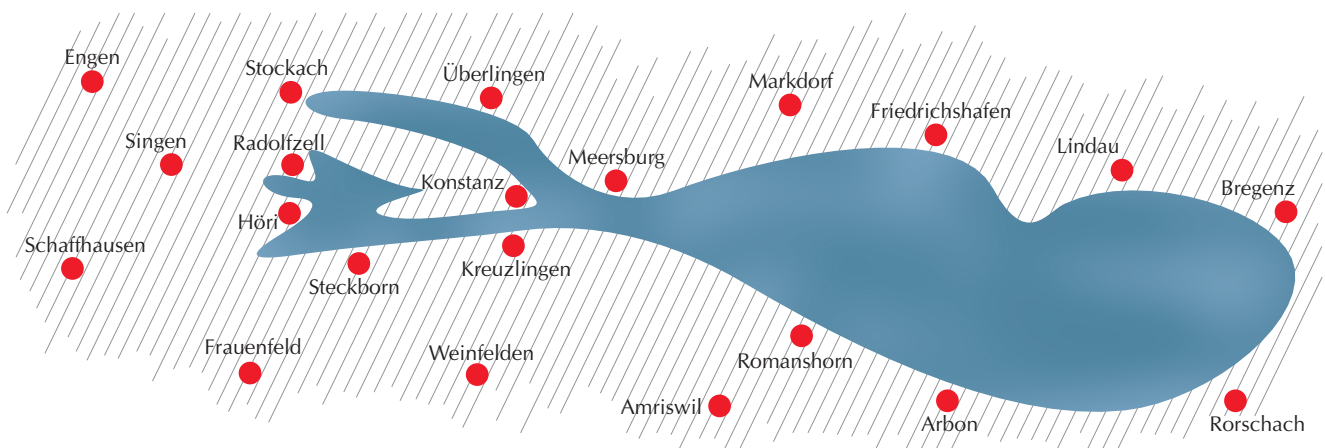 Engen
Stockach
Überlingen
Markdorf
Friedrichshafen
Singen
Radolfzell
Meersburg
Lindau
Konstanz
Bregenz
Höri
Schaffhausen
Kreuzlingen
Steckborn
Frauenfeld
Weinfelden
Romanshorn
Amriswil
Arbon
Rorschach